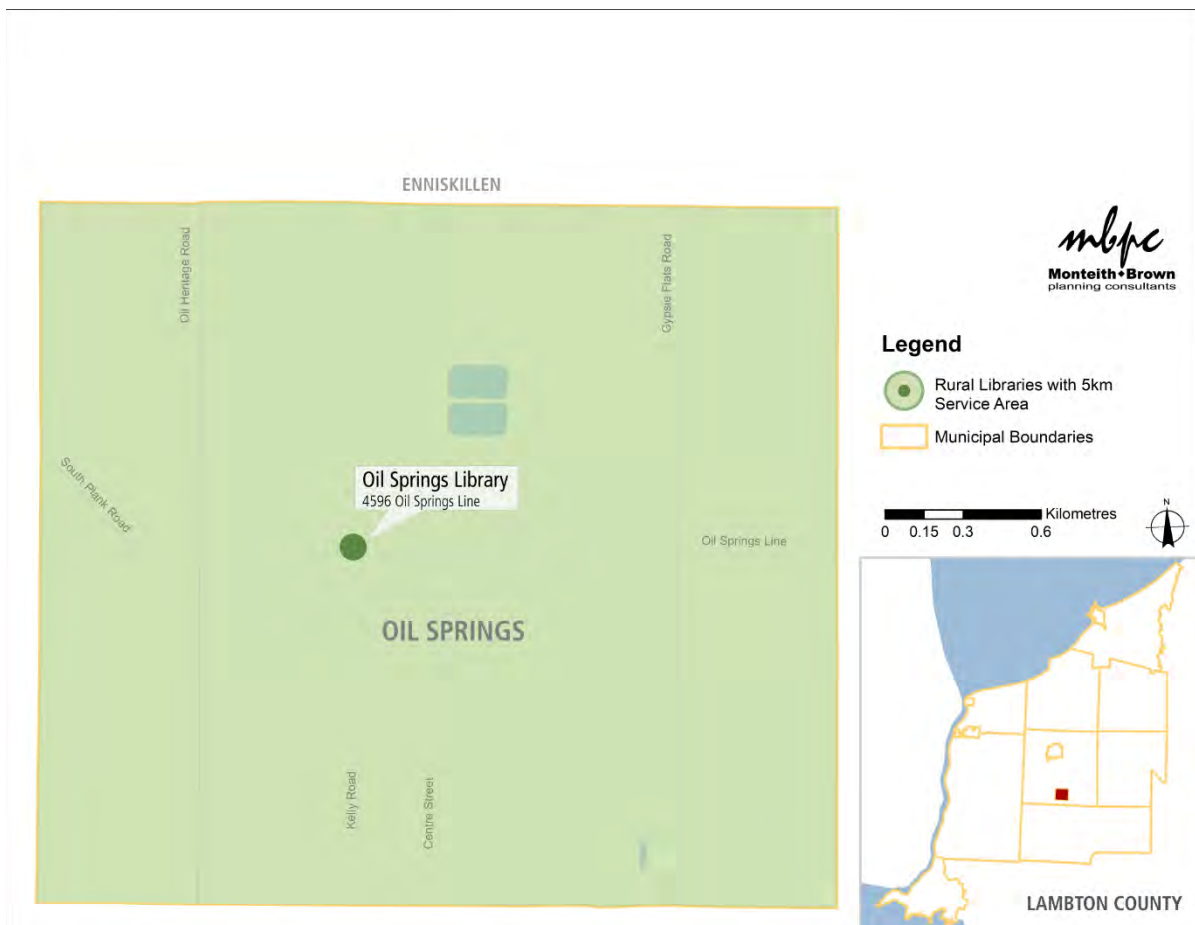 ENNISKILLEN
Oil Heritage Road
Gypsie Flats Road
South Plank Road
Oil Springs Library
4596 Oil Springs Line
Oil Springs Line
OIL SPRINGS
Kelly Road
Centre Street
mbpc
Monteith Brown
planning consultants
Legend
Rural Libraries with 5km
Service Area
Municipal Boundaries
Kilometres
0 0.15 0.3 0.6
N
LAMBTON COUNTY